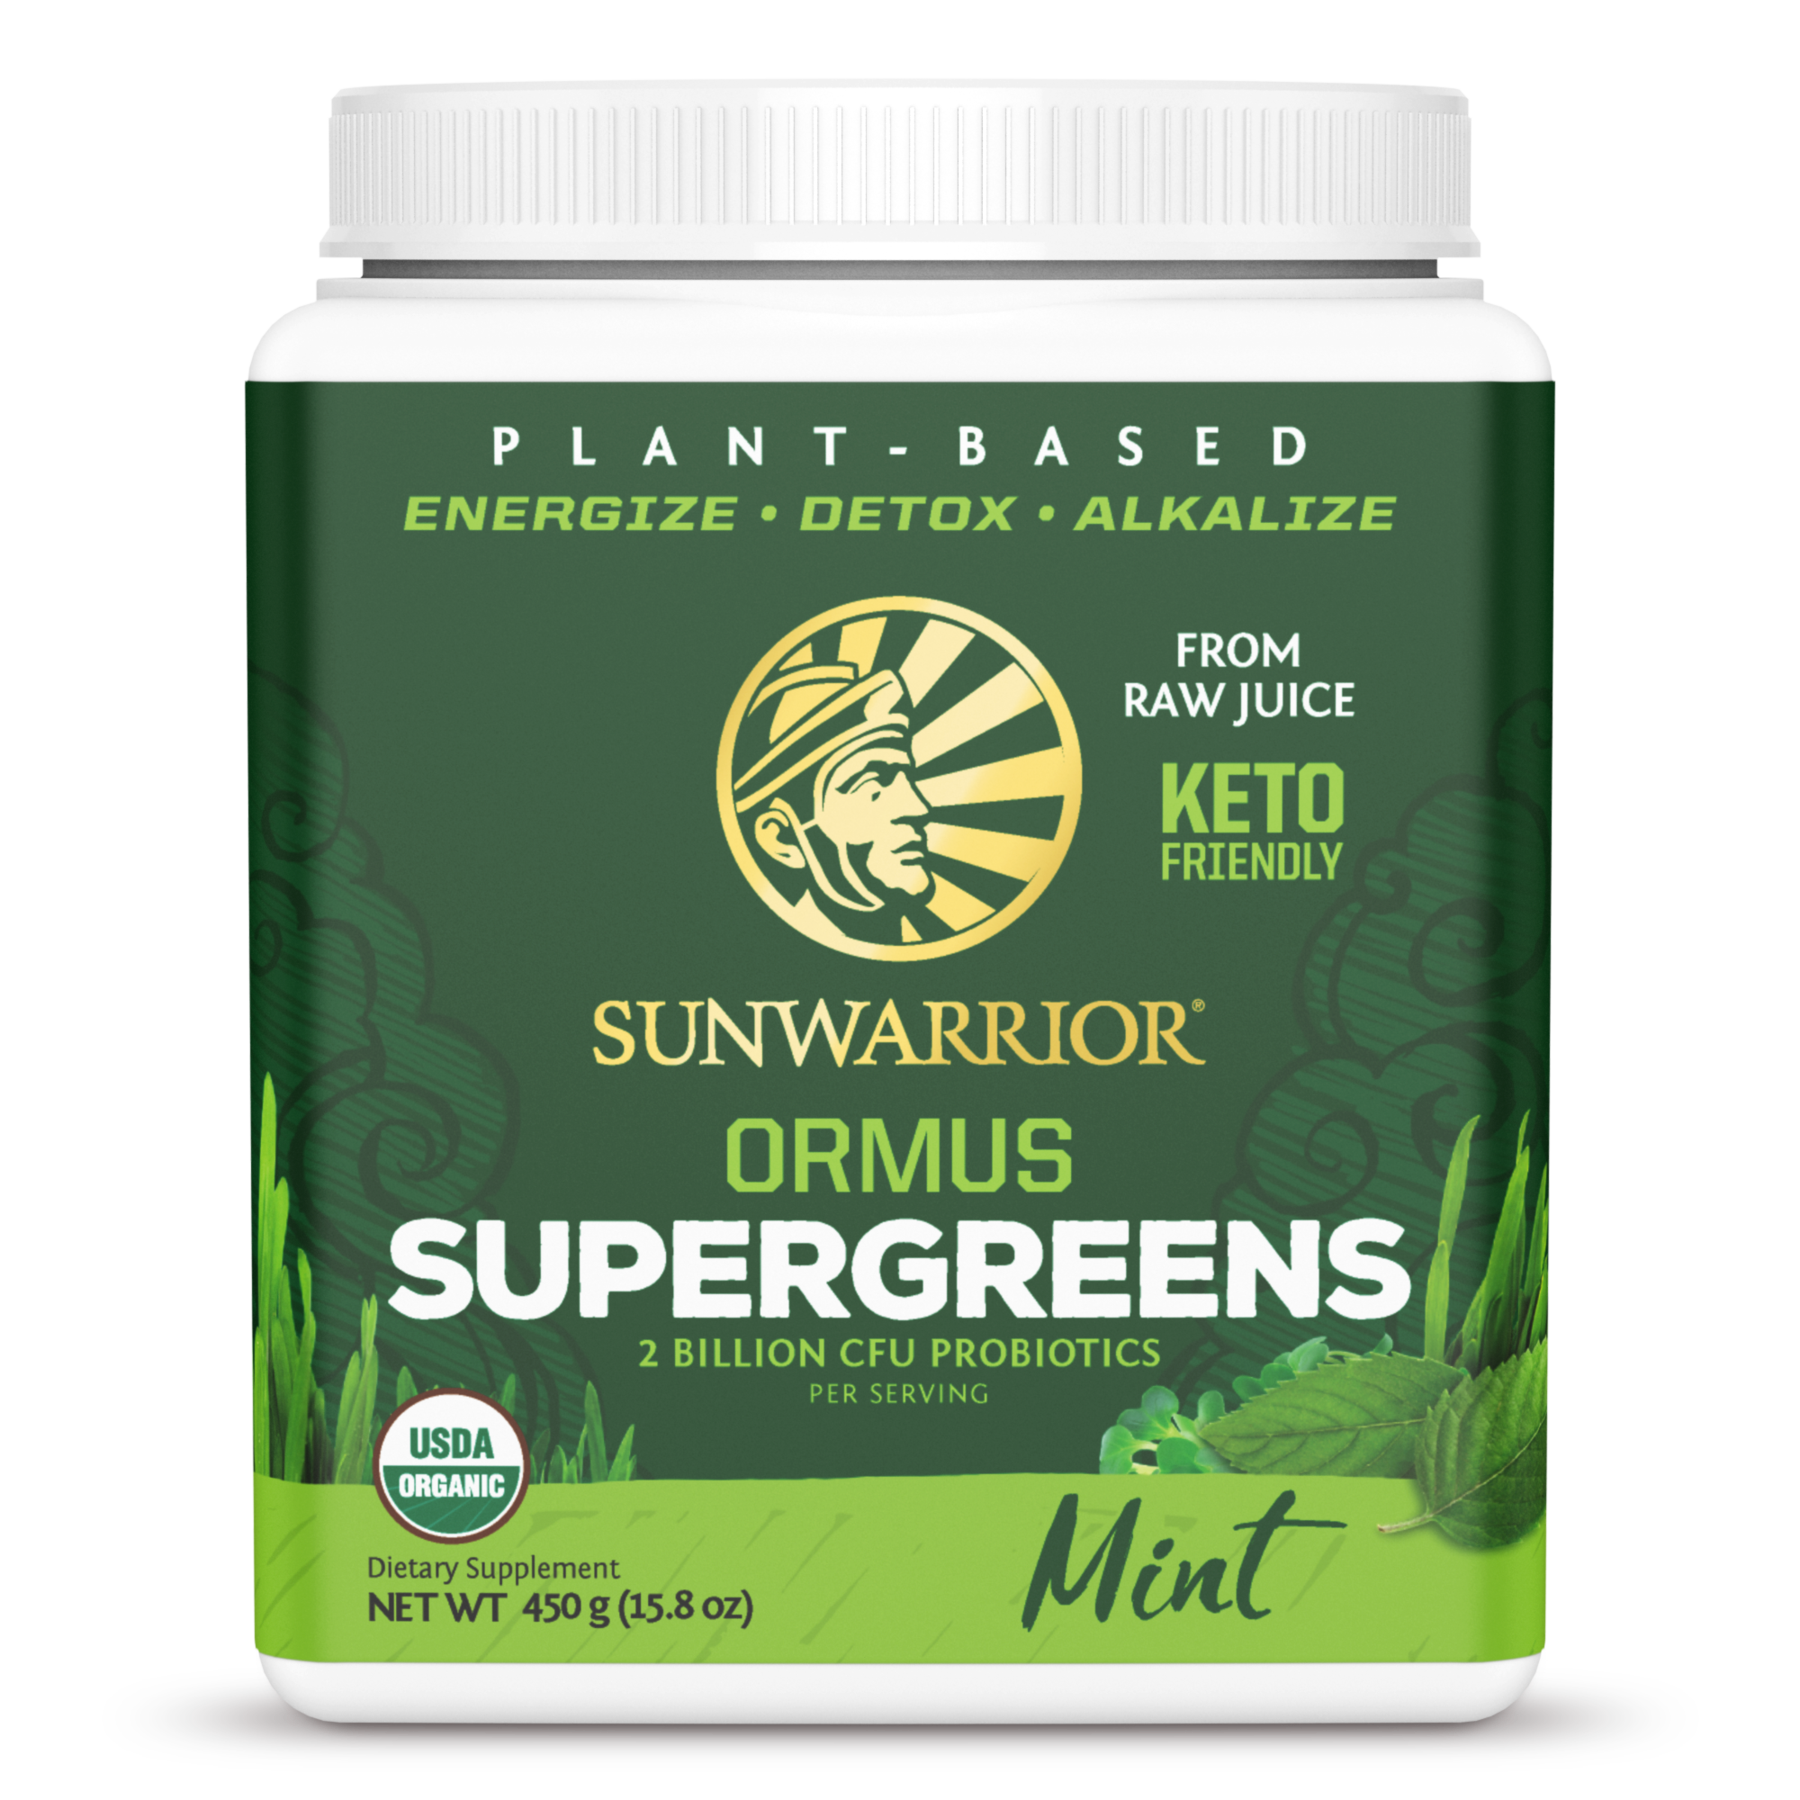 PLANT-BASED
ENERGIZE • DETOX • ALKALIZE
FROM
RAW JUICE
KETO
FRIENDLY
SUNWARRIOR®
ORMUS
SUPERGREENS
2 BILLION CFU PROBIOTICS
PER SERVING
USDA
ORGANIC
Mint
Dietary Supplement
NET WT 450 g (15.8 oz)